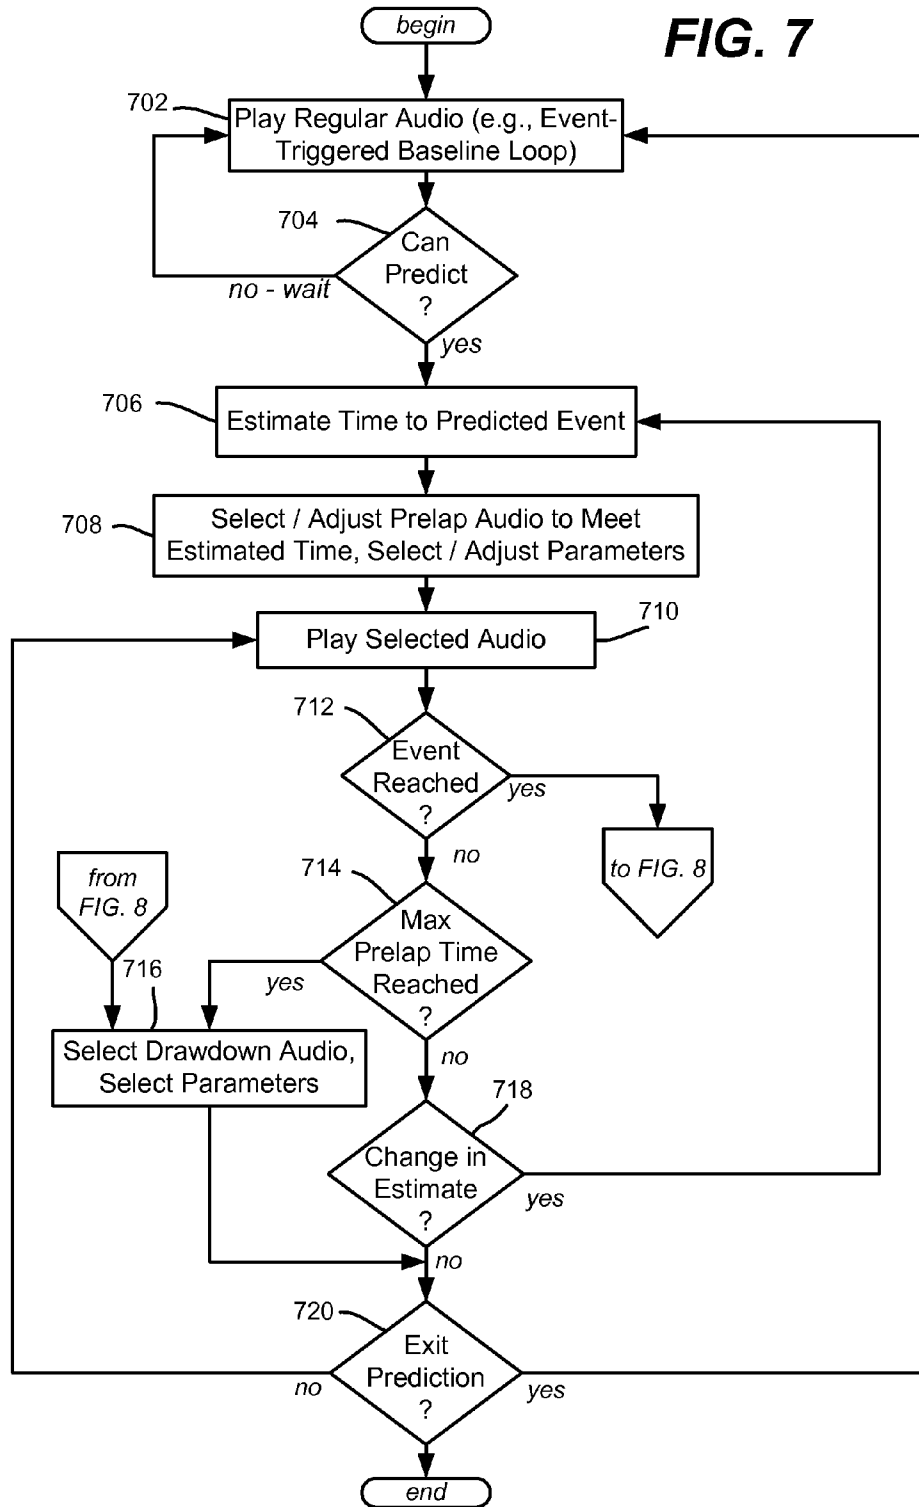 begin
FIG. 7
702
Play Regular Audio (e.g., Event-
Triggered Baseline Loop)
704
Can
Predict
?
no - wait
yes
706
Estimate Time to Predicted Event
708
Select / Adjust Prelap Audio to Meet
Estimated Time, Select / Adjust Parameters
710
Play Selected Audio
712
Event
Reached
?
yes
no
to FIG. 8
from
FIG. 8
714
Max
Prelap Time
Reached
?
yes
no
716
Select Drawdown Audio,
Select Parameters
718
Change in
Estimate
?
yes
no
720
Exit
Prediction
?
no
yes
end